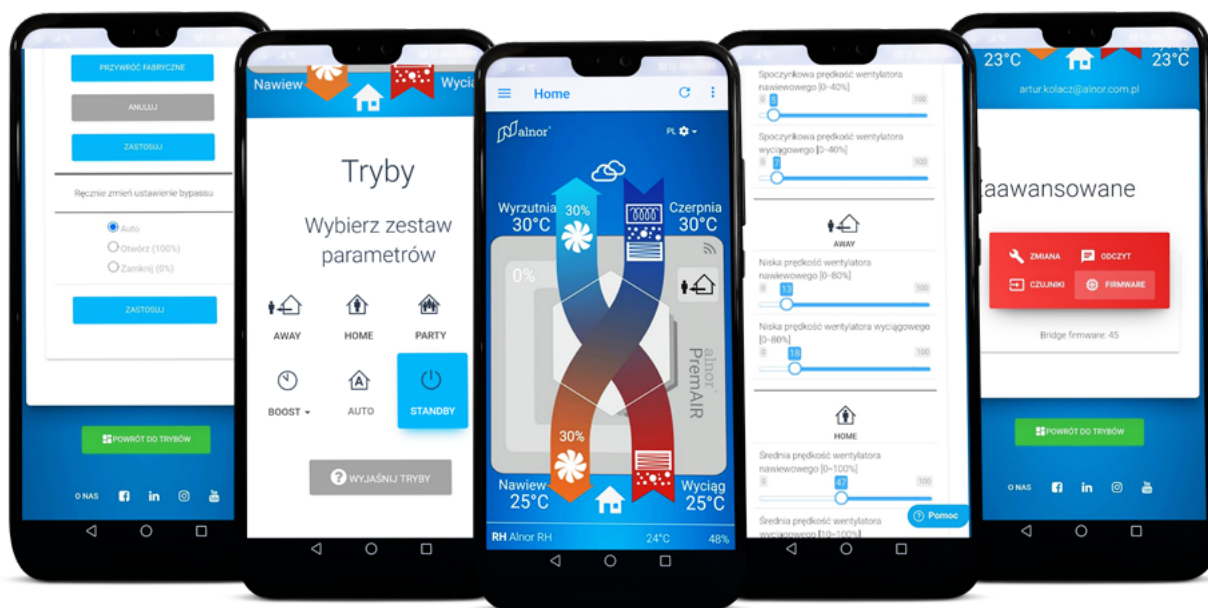 PRZYWRÓĆ FABRYCZNE
ANULUJ
ZASTOSUJ
Ręcznie zmień ustawienie bypassu
Auto
Otwórz (100%)
Zamknij (0%)
ZASTOSUJ
POWRÓT DO TRYBÓW
O NAS
Nawiew
Wycią
Tryby
Wybierz zestaw
parametrów
AWAY HOME PARTY
BOOST AUTO STANDBY
? WYJAŚNIJ TRYBY
Home
alnor
PL
Wyrzutnia 30% Czerpnia
30°C 30°C
0%
alnor
PremAIR
30%
Nawiew Wyciąg
25°C 25°C
RH Alnor RH 24°C 48%
Spoczynkowa prędkość wentylatora
nawiewowego [0-40%]
0 5 100
Spoczynkowa prędkość wentylatora
wyciągowego [0-40%]
0 7 100
AWAY
Niska prędkość wentylatora
nawiewowego [0-80%]
0 13 100
Niska prędkość wentylatora wyciągowego
[0-80%]
0 18 100
HOME
Średnia prędkość wentylatora
nawiewowego [0-100%]
0 47 100
Średnia prędkość wentylatora
wyciągowego [10-100%]
? Pomoc
23°C 23°C
artur.kolacz@alnor.com.pl
Zaawansowane
ZMIANA ODCZYT
CZUJNIKI FIRMWARE
Bridge firmware: 45
POWRÓT DO TRYBÓW
O NAS